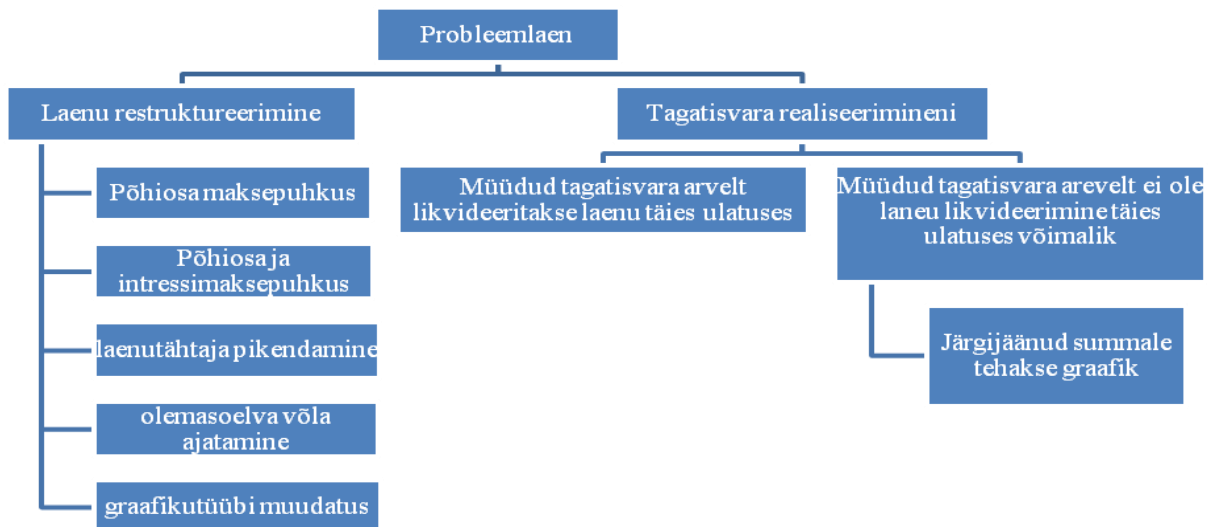 Probleemlaen
Laenu restruktureerimine
Põhiosa maksepuhkus
Põhiosa ja
intressimaksepuhkus
laenutähtaja pikendamine
olemasoelva võla
ajatamine
graafikutüübi muudatus
Tagatisvara realiseerimineni
Müüdud tagatisvara arvelt
likvideeritakse laenu täies ulatuses
Müüdud tagatisvara arevelt ei ole
laneu likvideerimine täies
ulatuses võimalik
Järgijäänud summale
tehakse graafik